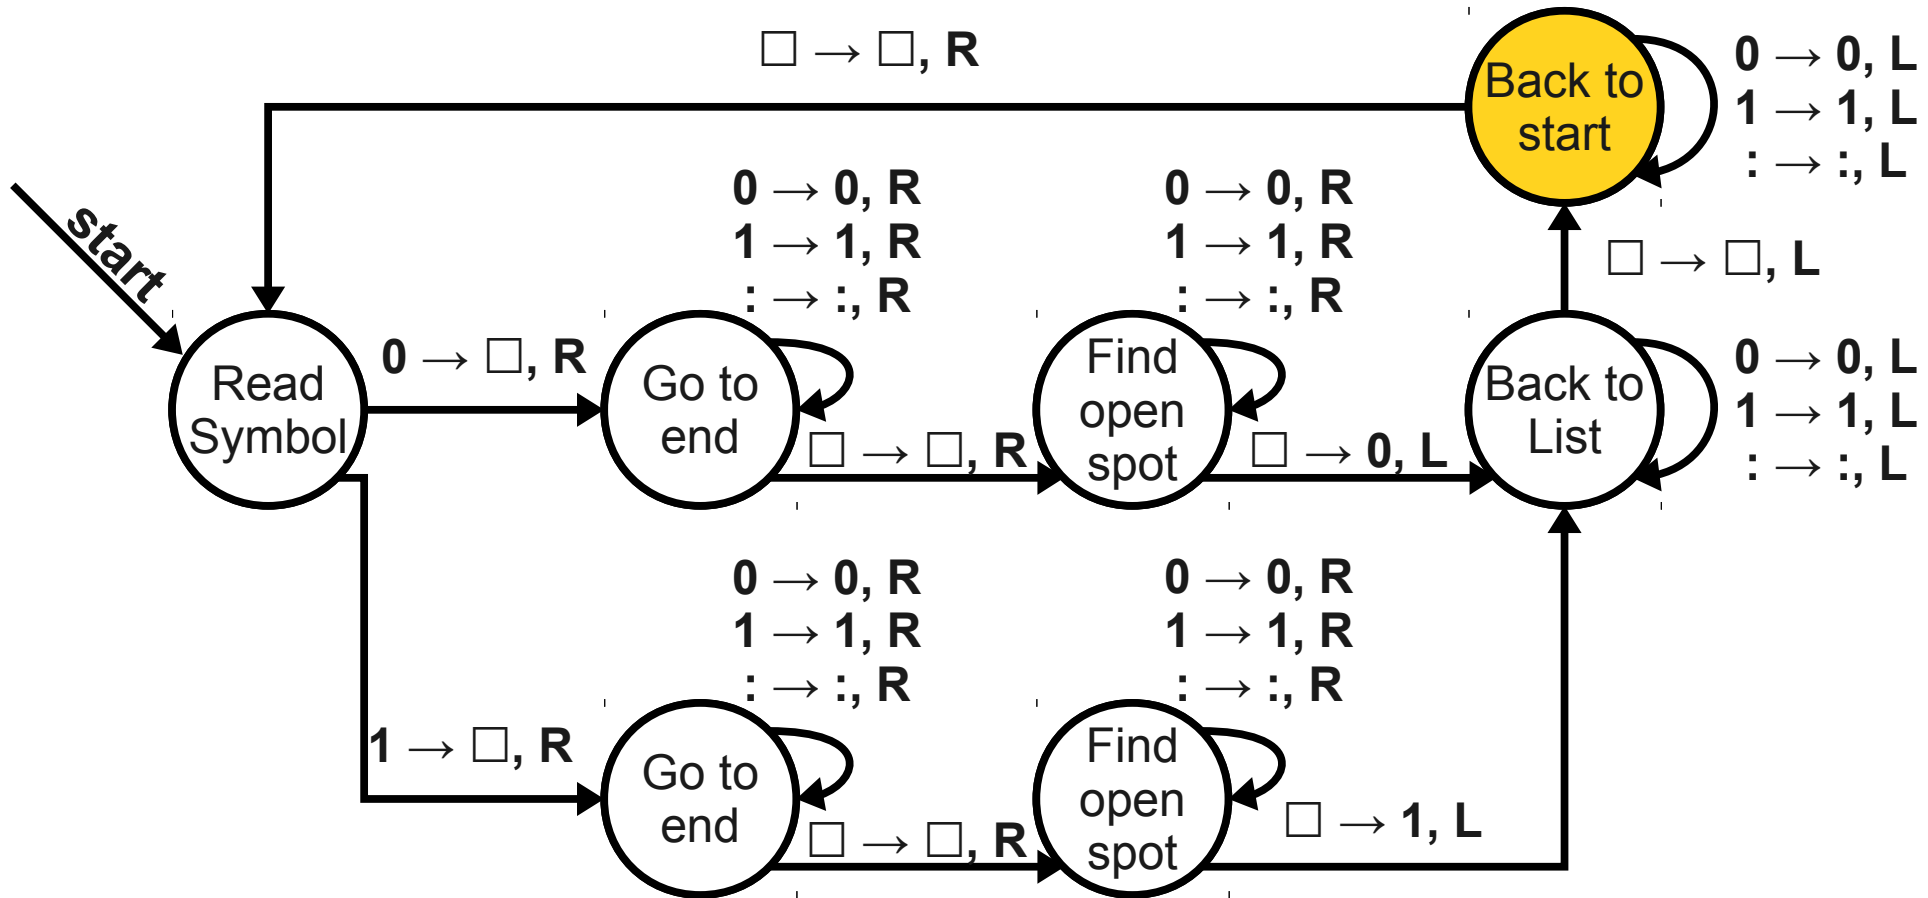 □ → □, R
Back to
start
0 → 0, L
1 → 1, L
: → :, L
start
0 → 0, R
1 → 1, R
: → :, R
0 → 0, R
1 → 1, R
: → :, R
□ → □, L
Read
Symbol
0 → □, R
Go to
end
□ → □, R
Find
open
spot
□ → 0, L
Back to
List
0 → 0, L
1 → 1, L
: → :, L
0 → 0, R
1 → 1, R
: → :, R
0 → 0, R
1 → 1, R
: → :, R
1 → □, R
Go to
end
□ → □, R
Find
open
spot
□ → 1, L